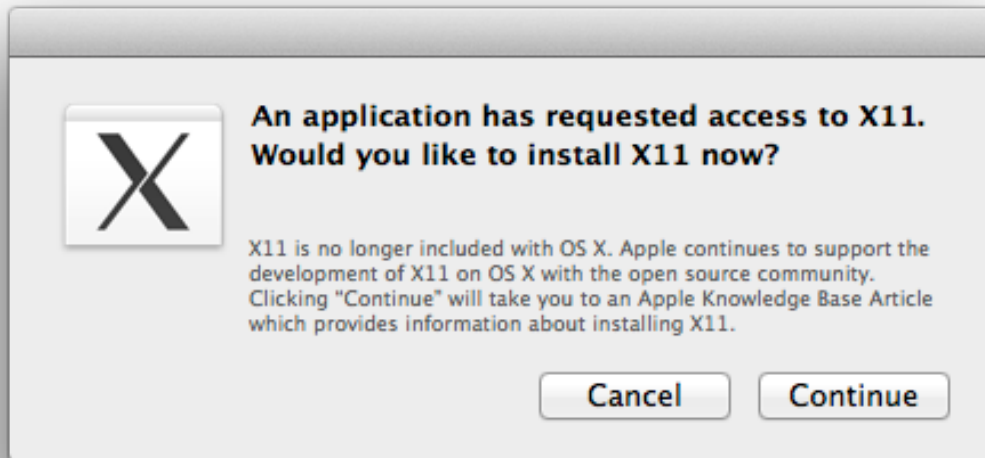 An application has requested access to X11.
Would you like to install X11 now?
X11 is no longer included with OS X. Apple continues to support the
development of X11 on OS X with the open source community.
Clicking “Continue” will take you to an Apple Knowledge Base Article
which provides information about installing X11.
Cancel Continue